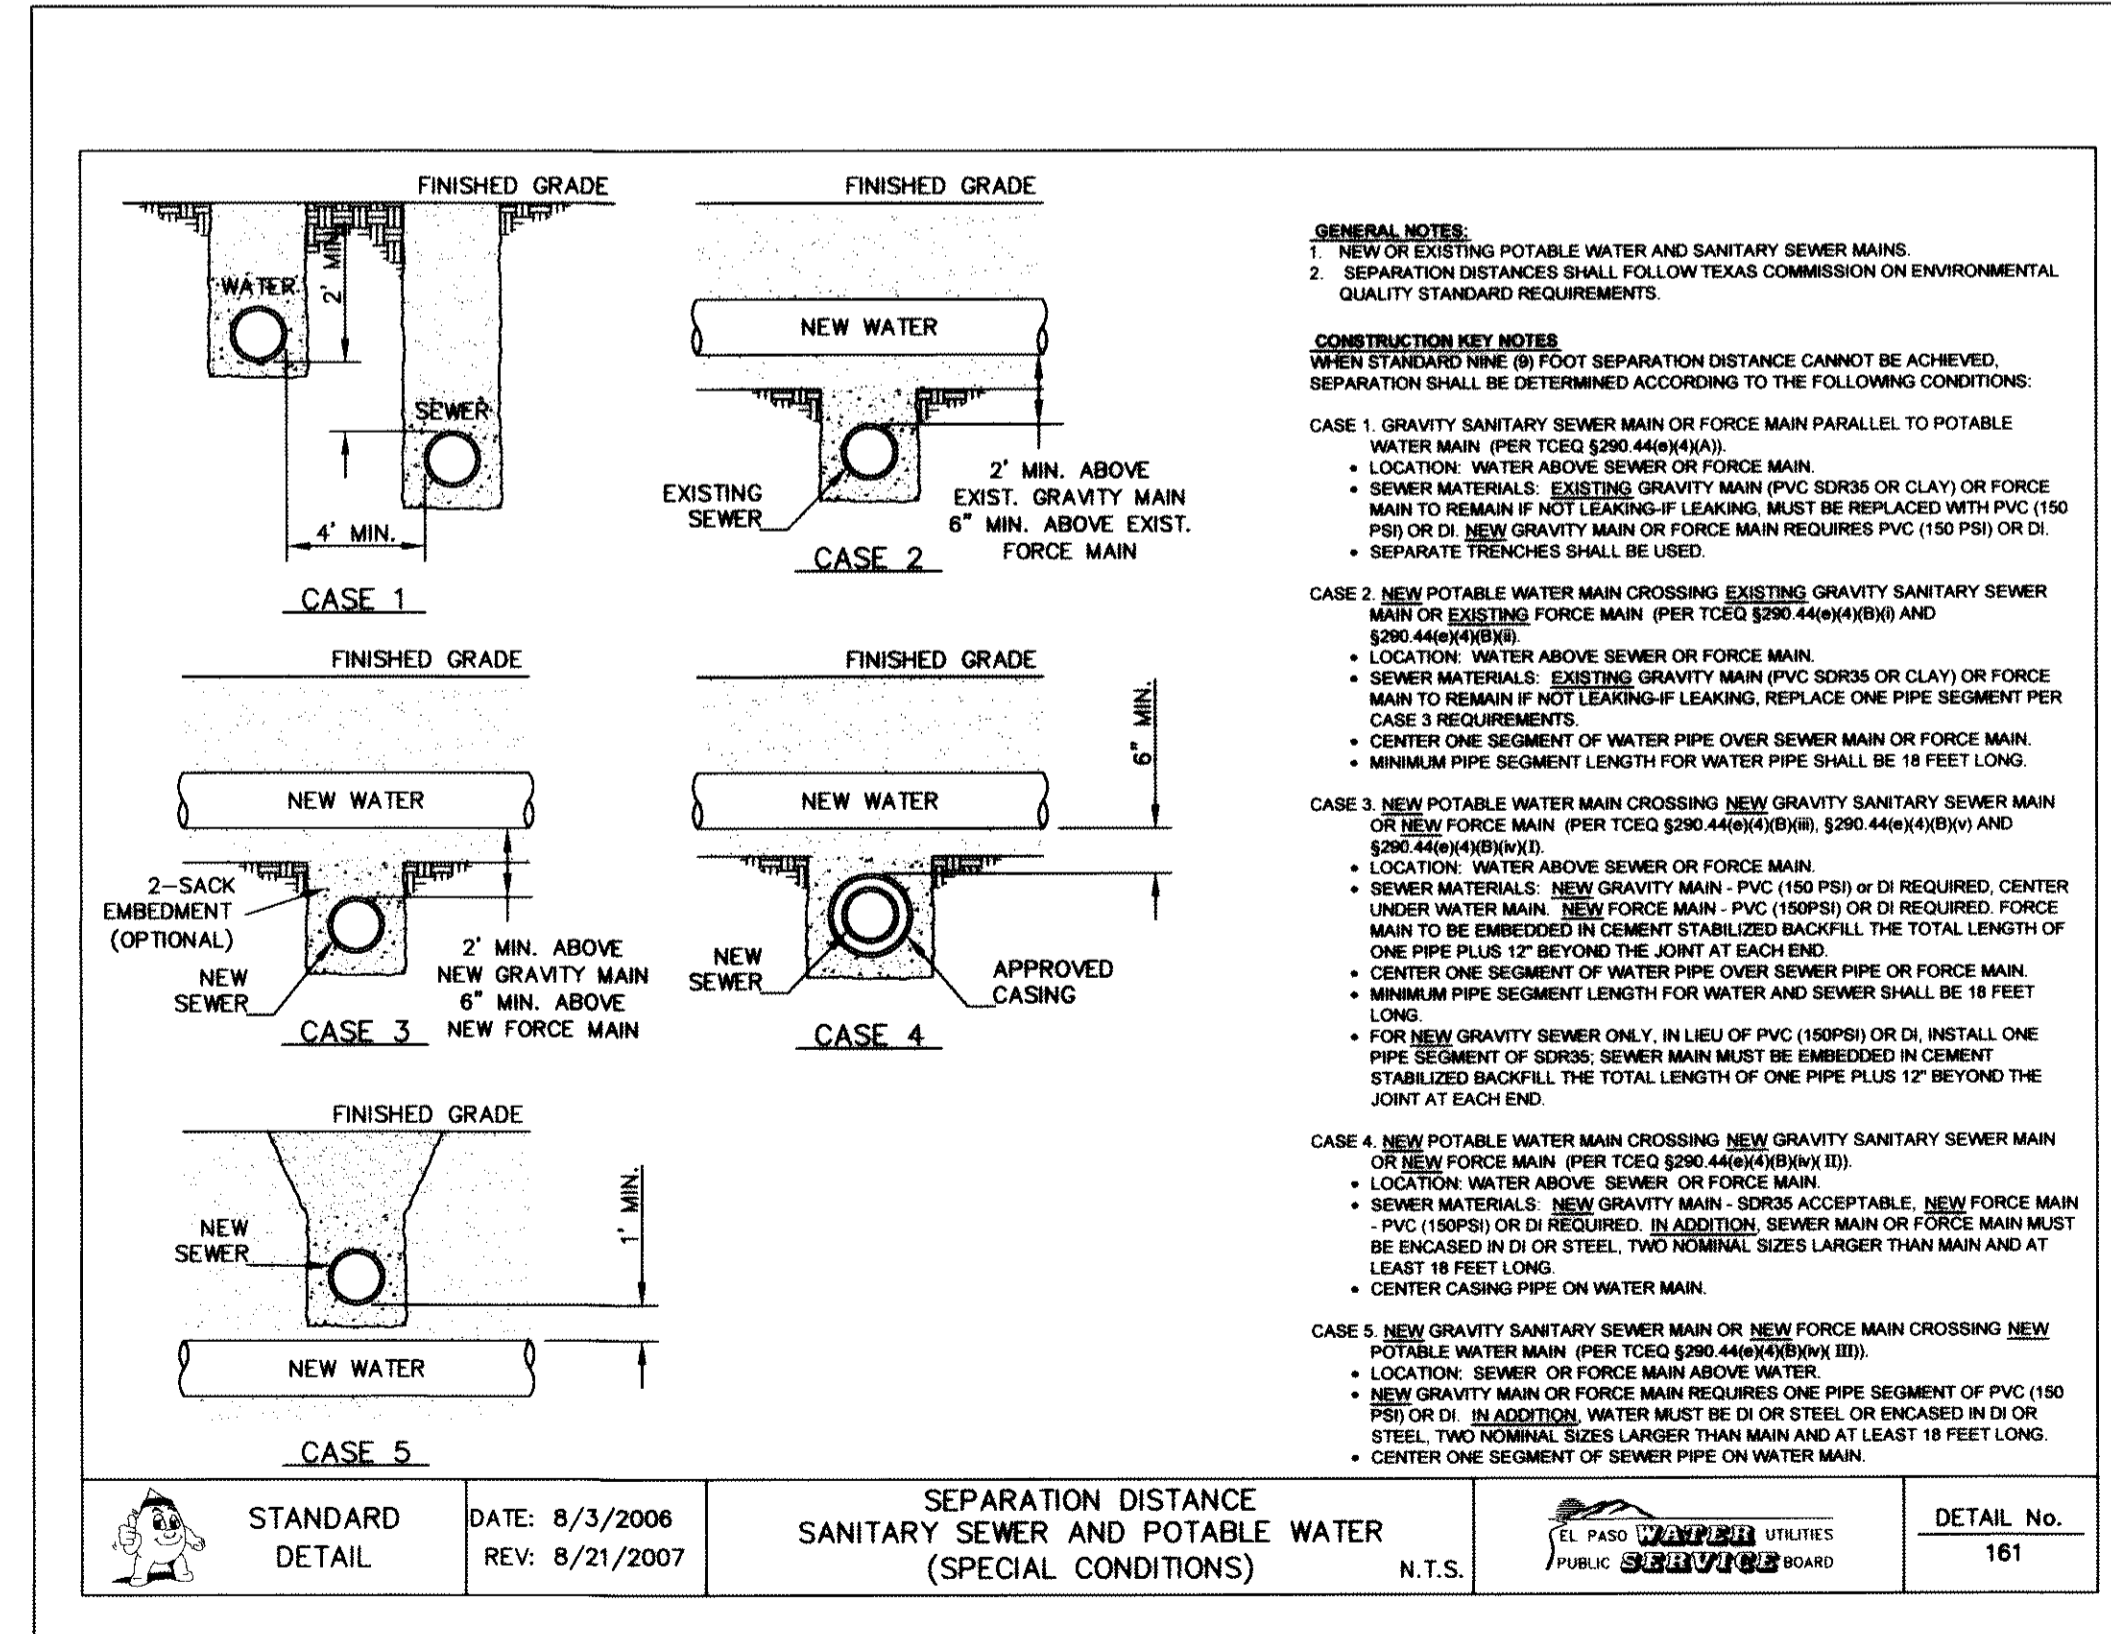 FINISHED GRADE
WATER
2' MIN.
SEWER
4' MIN.
CASE 1
FINISHED GRADE
NEW WATER
EXISTING
SEWER
2' MIN. ABOVE
EXIST. GRAVITY MAIN
6" MIN. ABOVE EXIST.
FORCE MAIN
CASE 2
FINISHED GRADE
NEW WATER
2-SACK
EMBEDMENT
(OPTIONAL)
NEW
SEWER
2' MIN. ABOVE
NEW GRAVITY MAIN
6" MIN. ABOVE
NEW FORCE MAIN
CASE 3
FINISHED GRADE
6" MIN.
NEW WATER
NEW
SEWER
APPROVED
CASING
CASE 4
FINISHED GRADE
NEW
SEWER
1' MIN.
NEW WATER
CASE 5
GENERAL NOTES:
1. NEW OR EXISTING POTABLE WATER AND SANITARY SEWER MAINS.
2. SEPARATION DISTANCES SHALL FOLLOW TEXAS COMMISSION ON ENVIRONMENTAL
QUALITY STANDARD REQUIREMENTS.
CONSTRUCTION KEY NOTES
WHEN STANDARD NINE (9) FOOT SEPARATION DISTANCE CANNOT BE ACHIEVED,
SEPARATION SHALL BE DETERMINED ACCORDING TO THE FOLLOWING CONDITIONS:
CASE 1. GRAVITY SANITARY SEWER MAIN OR FORCE MAIN PARALLEL TO POTABLE
WATER MAIN (PER TCEQ §290.44(e)(4)(A)).
• LOCATION: WATER ABOVE SEWER OR FORCE MAIN.
• SEWER MATERIALS: EXISTING GRAVITY MAIN (PVC SDR35 OR CLAY) OR FORCE
MAIN TO REMAIN IF NOT LEAKING-IF LEAKING, MUST BE REPLACED WITH PVC (150
PSI) OR DI. NEW GRAVITY MAIN OR FORCE MAIN REQUIRES PVC (150 PSI) OR DI.
• SEPARATE TRENCHES SHALL BE USED.
CASE 2. NEW POTABLE WATER MAIN CROSSING EXISTING GRAVITY SANITARY SEWER
MAIN OR EXISTING FORCE MAIN (PER TCEQ §290.44(e)(4)(B)(i) AND
§290.44(e)(4)(B)(ii).
• LOCATION: WATER ABOVE SEWER OR FORCE MAIN.
• SEWER MATERIALS: EXISTING GRAVITY MAIN (PVC SDR35 OR CLAY) OR FORCE
MAIN TO REMAIN IF NOT LEAKING-IF LEAKING, REPLACE ONE PIPE SEGMENT PER
CASE 3 REQUIREMENTS.
• CENTER ONE SEGMENT OF WATER PIPE OVER SEWER MAIN OR FORCE MAIN.
• MINIMUM PIPE SEGMENT LENGTH FOR WATER PIPE SHALL BE 18 FEET LONG.
CASE 3. NEW POTABLE WATER MAIN CROSSING NEW GRAVITY SANITARY SEWER MAIN
OR NEW FORCE MAIN (PER TCEQ §290.44(e)(4)(B)(iii), §290.44(e)(4)(B)(v) AND
§290.44(e)(4)(B)(iv)(I).
• LOCATION: WATER ABOVE SEWER OR FORCE MAIN.
• SEWER MATERIALS: NEW GRAVITY MAIN - PVC (150 PSI) or DI REQUIRED, CENTER
UNDER WATER MAIN. NEW FORCE MAIN - PVC (150PSI) OR DI REQUIRED. FORCE
MAIN TO BE EMBEDDED IN CEMENT STABILIZED BACKFILL THE TOTAL LENGTH OF
ONE PIPE PLUS 12" BEYOND THE JOINT AT EACH END.
• CENTER ONE SEGMENT OF WATER PIPE OVER SEWER PIPE OR FORCE MAIN.
• MINIMUM PIPE SEGMENT LENGTH FOR WATER AND SEWER SHALL BE 18 FEET
LONG.
• FOR NEW GRAVITY SEWER ONLY, IN LIEU OF PVC (150PSI) OR DI, INSTALL ONE
PIPE SEGMENT OF SDR35; SEWER MAIN MUST BE EMBEDDED IN CEMENT
STABILIZED BACKFILL THE TOTAL LENGTH OF ONE PIPE PLUS 12" BEYOND THE
JOINT AT EACH END.
CASE 4. NEW POTABLE WATER MAIN CROSSING NEW GRAVITY SANITARY SEWER MAIN
OR NEW FORCE MAIN (PER TCEQ §290.44(e)(4)(B)(iv)( II)).
• LOCATION: WATER ABOVE SEWER OR FORCE MAIN.
• SEWER MATERIALS: NEW GRAVITY MAIN - SDR35 ACCEPTABLE, NEW FORCE MAIN
- PVC (150PSI) OR DI REQUIRED. IN ADDITION, SEWER MAIN OR FORCE MAIN MUST
BE ENCASED IN DI OR STEEL, TWO NOMINAL SIZES LARGER THAN MAIN AND AT
LEAST 18 FEET LONG.
• CENTER CASING PIPE ON WATER MAIN.
CASE 5. NEW GRAVITY SANITARY SEWER MAIN OR NEW FORCE MAIN CROSSING NEW
POTABLE WATER MAIN (PER TCEQ §290.44(e)(4)(B)(iv)( III)).
• LOCATION: SEWER OR FORCE MAIN ABOVE WATER.
• NEW GRAVITY MAIN OR FORCE MAIN REQUIRES ONE PIPE SEGMENT OF PVC (150
PSI) OR DI. IN ADDITION, WATER MUST BE DI OR STEEL OR ENCASED IN DI OR
STEEL, TWO NOMINAL SIZES LARGER THAN MAIN AND AT LEAST 18 FEET LONG.
• CENTER ONE SEGMENT OF SEWER PIPE ON WATER MAIN.
STANDARD
DETAIL
DATE: 8/3/2006
REV: 8/21/2007
SEPARATION DISTANCE
SANITARY SEWER AND POTABLE WATER
(SPECIAL CONDITIONS)
N.T.S.
EL PASO WATER UTILITIES
PUBLIC SERVICE BOARD
DETAIL No.
161